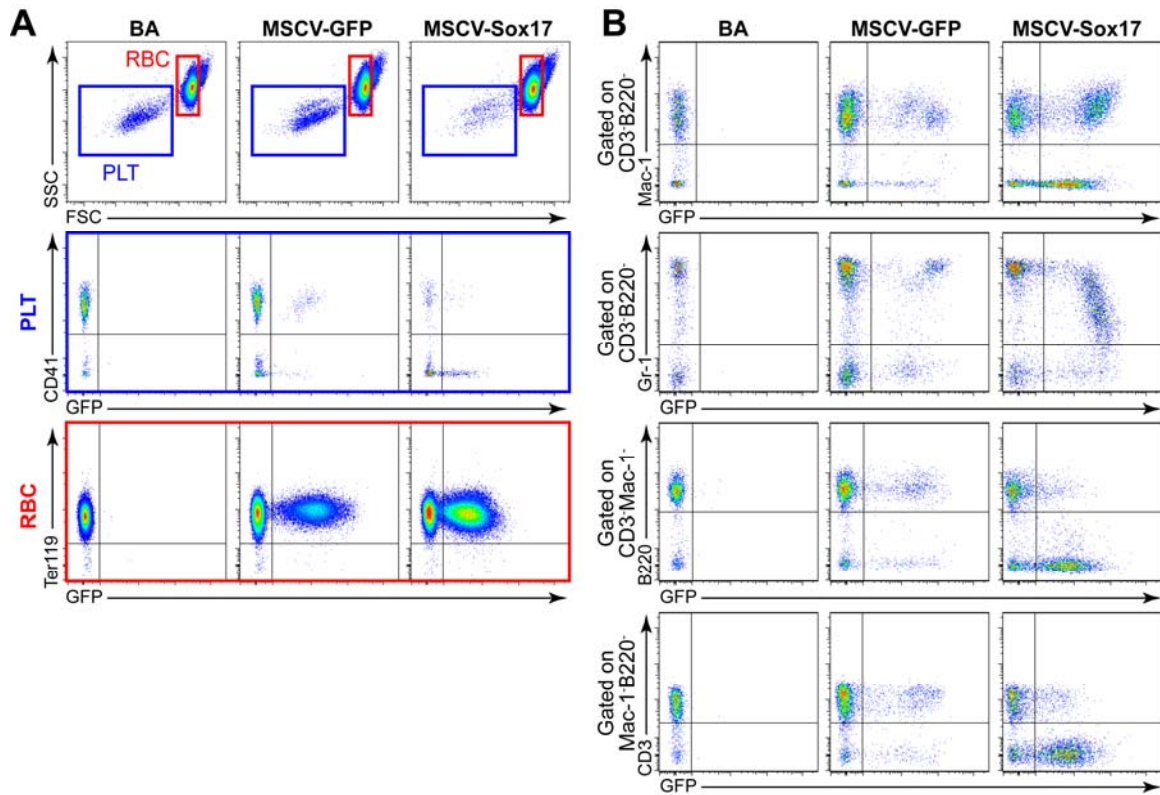 A
BA MSCV-GFP MSCV-Sox17
SSC
RBC
PLT
FSC
PLT
CD41
GFP
RBC
Ter119
GFP
B
BA MSCV-GFP MSCV-Sox17
Gated on
CD3⁻B220⁻
Mac-1
GFP
Gated on
CD3⁻B220⁻
Gr-1
GFP
Gated on
CD3⁻Mac-1⁻
B220
GFP
Gated on
Mac-1⁻B220⁻
CD3
GFP